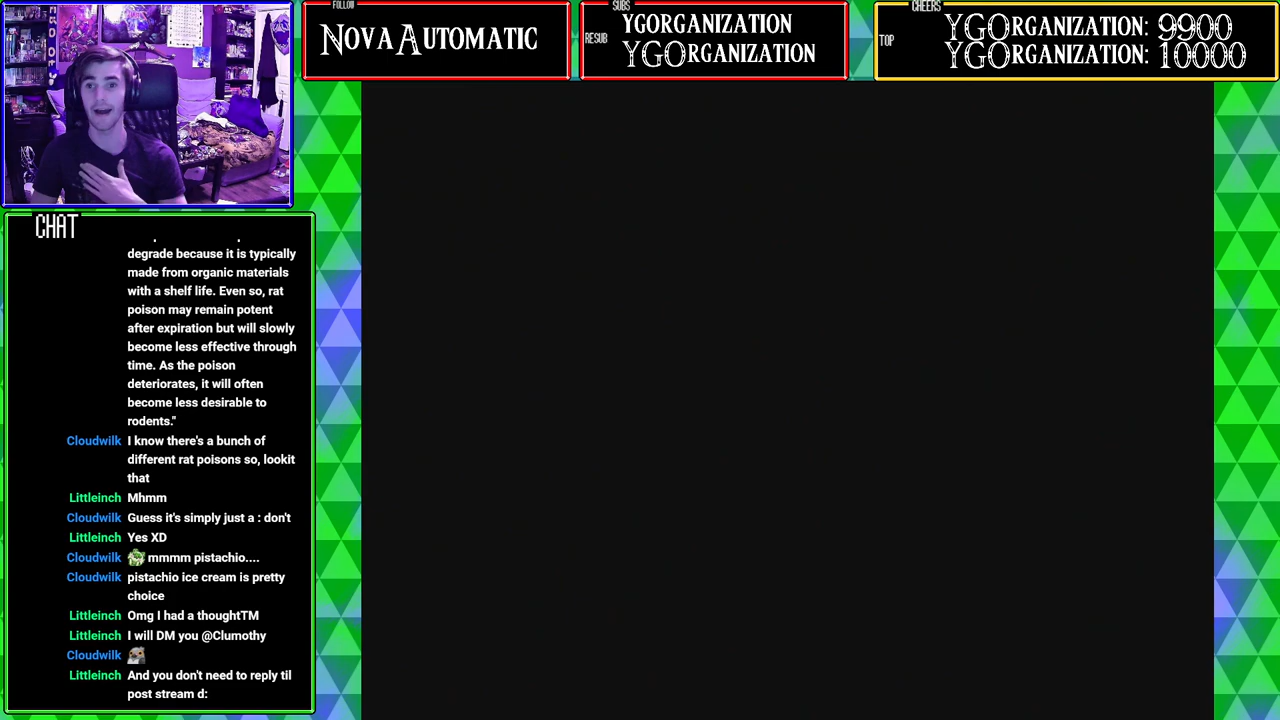 FOLLOW
NOVA AUTOMATIC
SUBS
RESUB
YGORGANIZATION
YGORGANIZATION
CHEERS
TOP
YGORGANIZATION: 9900
YGORGANIZATION: 10000
CHAT
degrade because it is typically
made from organic materials
with a shelf life. Even so, rat
poison may remain potent
after expiration but will slowly
become less effective through
time. As the poison
deteriorates, it will often
become less desirable to
rodents."
Cloudwilk I know there's a bunch of
different rat poisons so, lookit
that
Littleinch Mhmm
Cloudwilk Guess it's simply just a : don't
Littleinch Yes XD
Cloudwilk mmmm pistachio....
Cloudwilk pistachio ice cream is pretty
choice
Littleinch Omg I had a thoughtTM
Littleinch I will DM you @Clumothy
Cloudwilk
Littleinch And you don't need to reply til
post stream d: